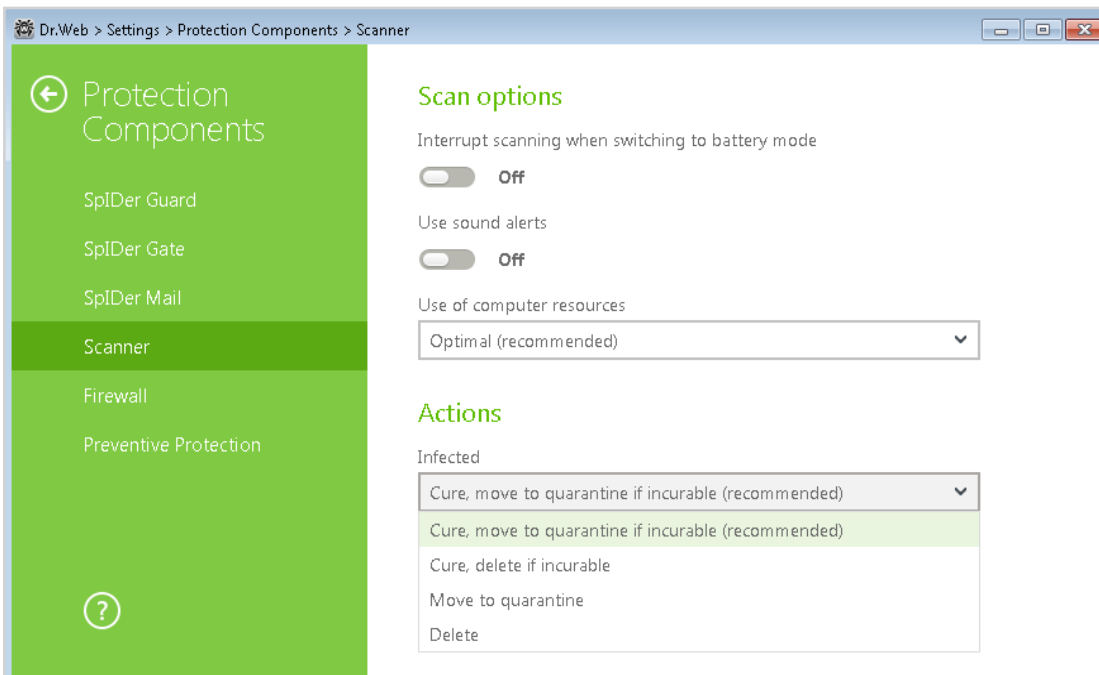 Dr.Web > Settings > Protection Components > Scanner
Protection
Components
SpIDer Guard
SpIDer Gate
SpIDer Mail
Scanner
Firewall
Preventive Protection
?
Scan options
Interrupt scanning when switching to battery mode
Off
Use sound alerts
Off
Use of computer resources
Optimal (recommended)
Actions
Infected
Cure, move to quarantine if incurable (recommended)
Cure, move to quarantine if incurable (recommended)
Cure, delete if incurable
Move to quarantine
Delete